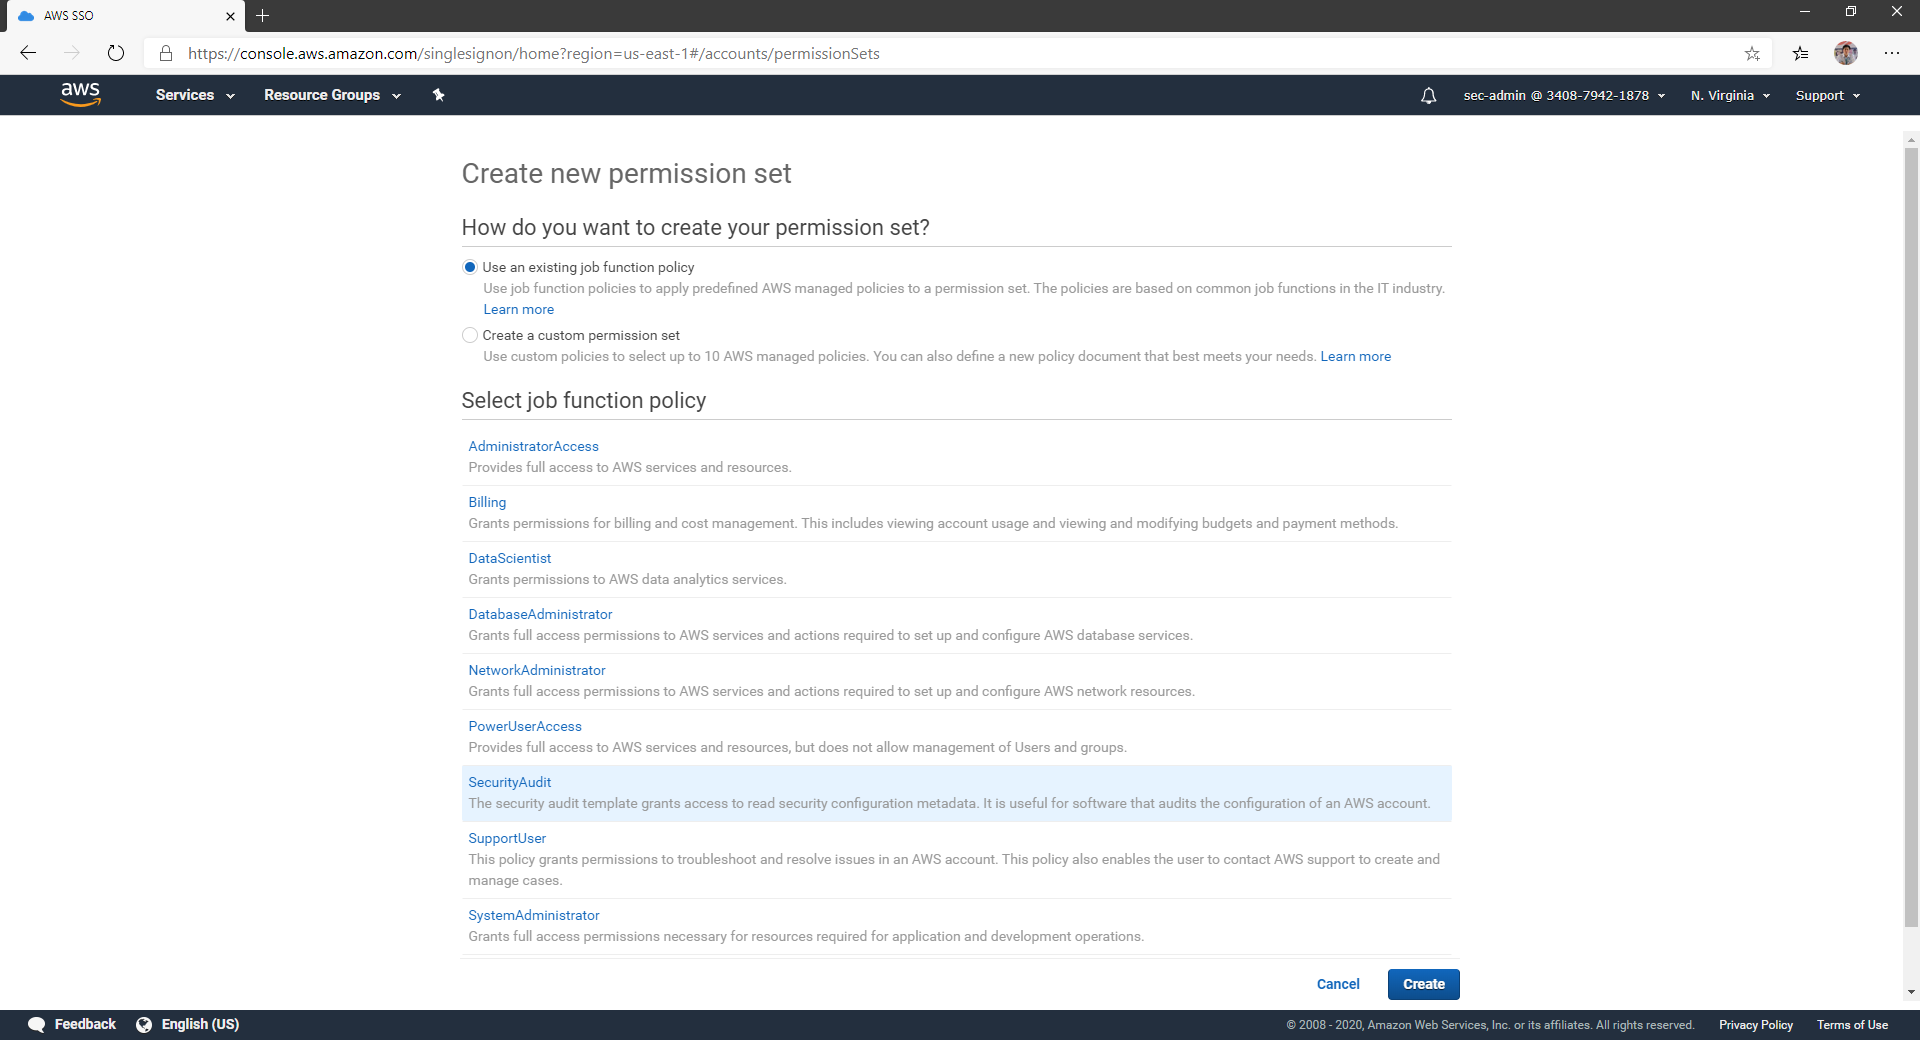 AWS SSO
https://console.aws.amazon.com/singlesignon/home?region=us-east-1#/accounts/permissionSets
aws Services Resource Groups sec-admin @ 3408-7942-1878 N. Virginia Support
Create new permission set
How do you want to create your permission set?
Use an existing job function policy
Use job function policies to apply predefined AWS managed policies to a permission set. The policies are based on common job functions in the IT industry.
Learn more
Create a custom permission set
Use custom policies to select up to 10 AWS managed policies. You can also define a new policy document that best meets your needs. Learn more
Select job function policy
AdministratorAccess
Provides full access to AWS services and resources.
Billing
Grants permissions for billing and cost management. This includes viewing account usage and viewing and modifying budgets and payment methods.
DataScientist
Grants permissions to AWS data analytics services.
DatabaseAdministrator
Grants full access permissions to AWS services and actions required to set up and configure AWS database services.
NetworkAdministrator
Grants full access permissions to AWS services and actions required to set up and configure AWS network resources.
PowerUserAccess
Provides full access to AWS services and resources, but does not allow management of Users and groups.
SecurityAudit
The security audit template grants access to read security configuration metadata. It is useful for software that audits the configuration of an AWS account.
SupportUser
This policy grants permissions to troubleshoot and resolve issues in an AWS account. This policy also enables the user to contact AWS support to create and
manage cases.
SystemAdministrator
Grants full access permissions necessary for resources required for application and development operations.
Cancel Create
Feedback English (US) © 2008 - 2020, Amazon Web Services, Inc. or its affiliates. All rights reserved. Privacy Policy Terms of Use